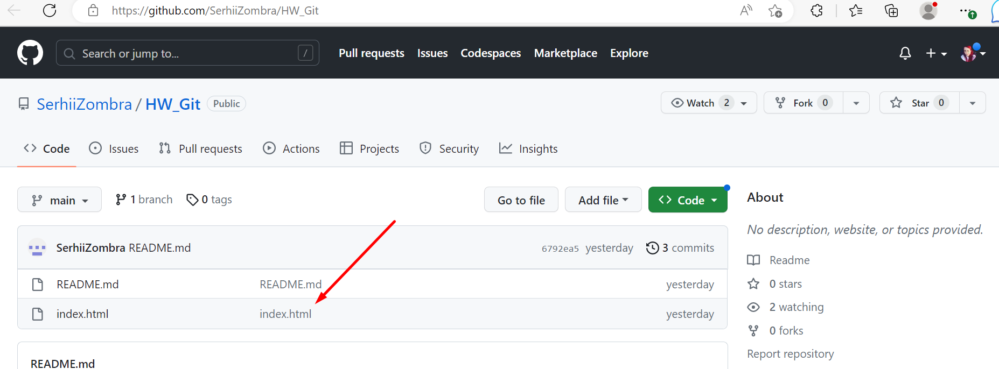 https://github.com/SerhiiZombra/HW_Git
Search or jump to... /
Pull requests Issues Codespaces Marketplace Explore
SerhiiZombra / HW_Git Public
Watch 2 Fork 0 Star 0
Code Issues Pull requests Actions Projects Security Insights
main 1 branch 0 tags Go to file Add file Code
SerhiiZombra README.md 6792ea5 yesterday 3 commits
README.md README.md yesterday
index.html index.html yesterday
README.md
About
No description, website, or topics provided.
Readme
0 stars
2 watching
0 forks
Report repository